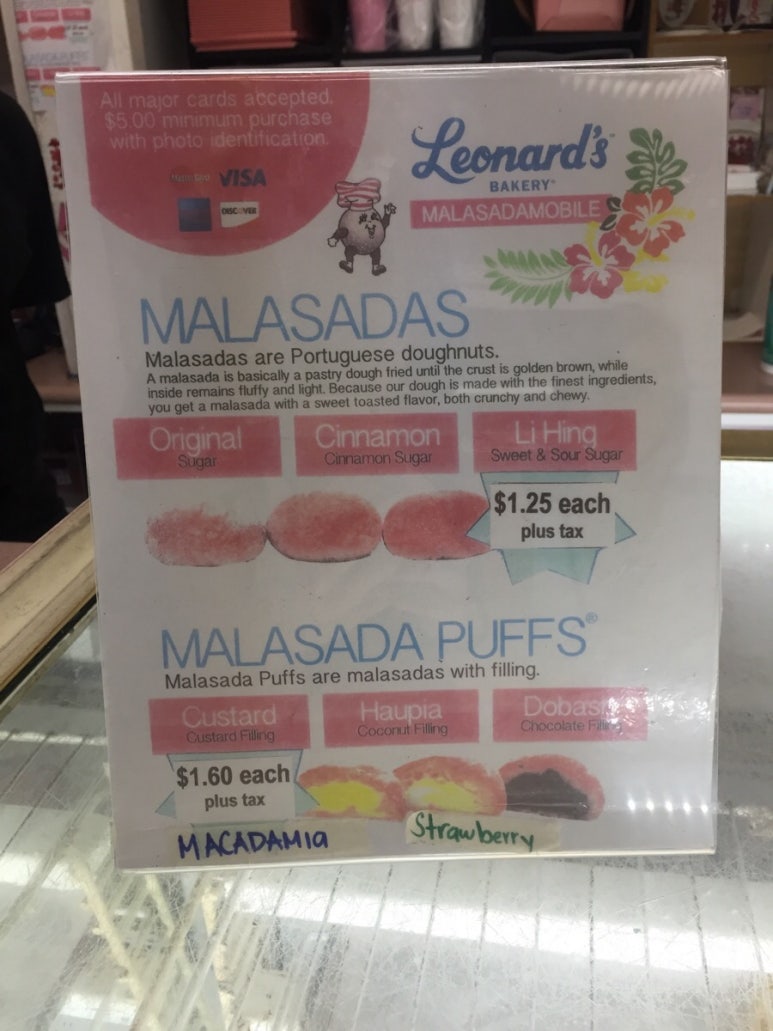 All major cards accepted.
$5.00 minimum purchase
with photo identification.
VISA
DISCOVER
Leonard's
BAKERY
MALASADAMOBILE
MALASADAS
Malasadas are Portuguese doughnuts.
A malasada is basically a pastry dough fried until the crust is golden brown, while
inside remains fluffy and light. Because our dough is made with the finest ingredients,
you get a malasada with a sweet toasted flavor, both crunchy and chewy.
Original
Sugar
Cinnamon
Cinnamon Sugar
Li Hing
Sweet & Sour Sugar
$1.25 each
plus tax
MALASADA PUFFS®
Malasada Puffs are malasadas with filling.
Custard
Custard Filling
Haupia
Coconut Filling
Dobash
Chocolate Filling
$1.60 each
plus tax
MACADAMIA
Strawberry